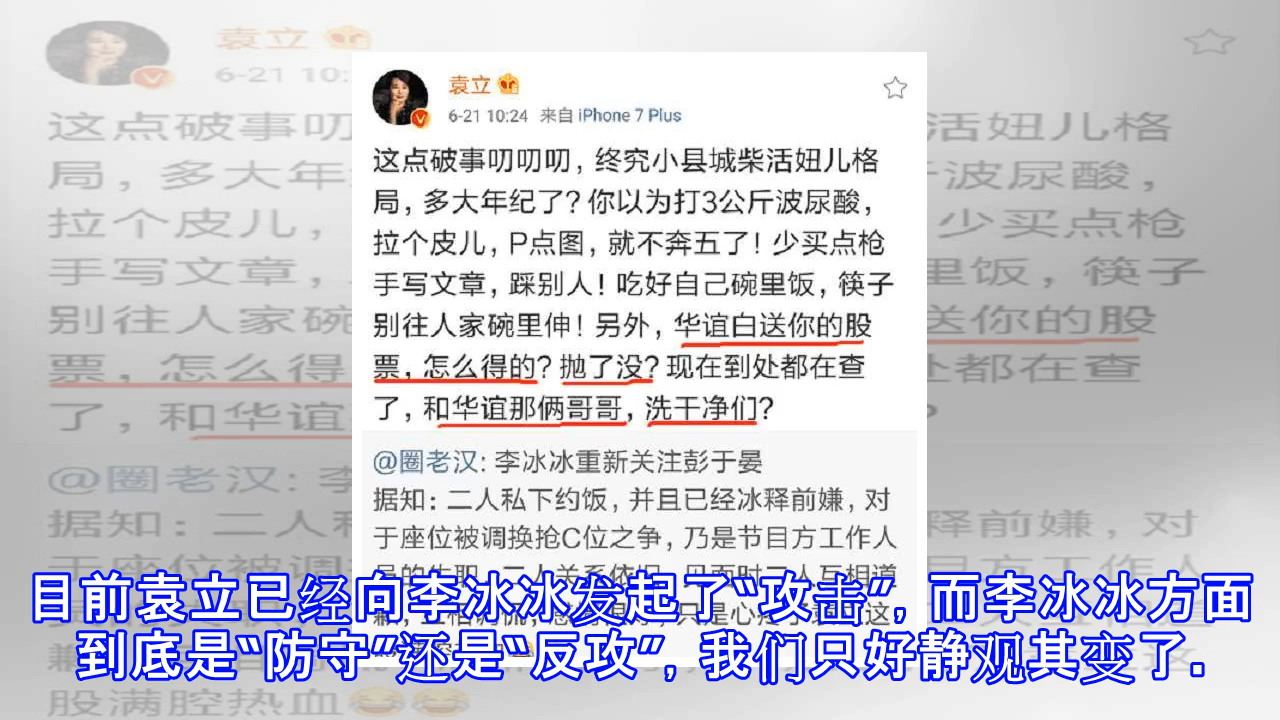 袁立
6-21 10:24 来自 iPhone 7 Plus
这点破事叨叨叨，终究小县城柴活妞儿格
局，多大年纪了？你以为打3公斤波尿酸，
拉个皮儿，P点图，就不奔五了！少买点枪
手写文章，踩别人！吃好自己碗里饭，筷子
别往人家碗里伸！另外，华谊白送你的股
票，怎么得的？抛了没？现在到处都在查
了，和华谊那俩哥哥，洗干净们？
@圈老汉：李冰冰重新关注彭于晏
据知：二人私下约饭，并且已经冰释前嫌，对
于座位被调换抢C位之争，乃是节目方工作人
目前袁立已经向李冰冰发起了“攻击”，而李冰冰方面
到底是“防守”还是“反攻”，我们只好静观其变了.
股满腔热血